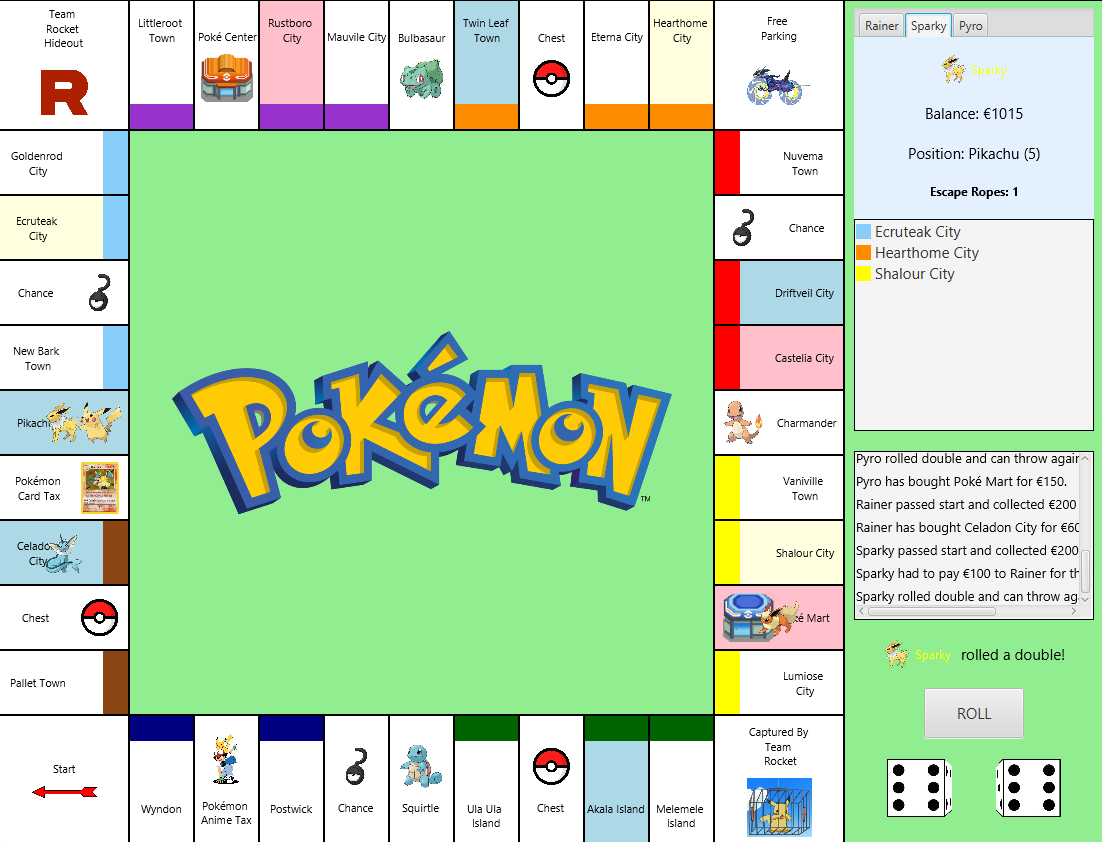 Team
Rocket
Hideout
Littleroot
Town
Poké Center
Rustboro
City
Mauvile City
Bulbasaur
Twin Leaf
Town
Chest
Eterna City
Hearthome
City
Free
Parking
Goldenrod
City
Ecruteak
City
Chance
New Bark
Town
Pikach
Pokémon
Card Tax
Celado
City
Chest
Pallet Town
Start
POKéMON
TM
Nuvema
Town
Chance
Driftveil City
Castelia City
Charmander
Vaniville
Town
Shalour City
ké Mart
Lumiose
City
Wyndon
Pokémon
Anime Tax
Postwick
Chance
Squirtle
Ula Ula
Island
Chest
Akala Island
Melemele
Island
Captured By
Team
Rocket
Rainer Sparky Pyro
Sparky
Balance: €1015
Position: Pikachu (5)
Escape Ropes: 1
Ecruteak City
Hearthome City
Shalour City
Pyro rolled double and can throw again
Pyro has bought Poké Mart for €150.
Rainer passed start and collected €200
Rainer has bought Celadon City for €60
Sparky passed start and collected €200
Sparky had to pay €100 to Rainer for th
Sparky rolled double and can throw ag
Sparky rolled a double!
ROLL